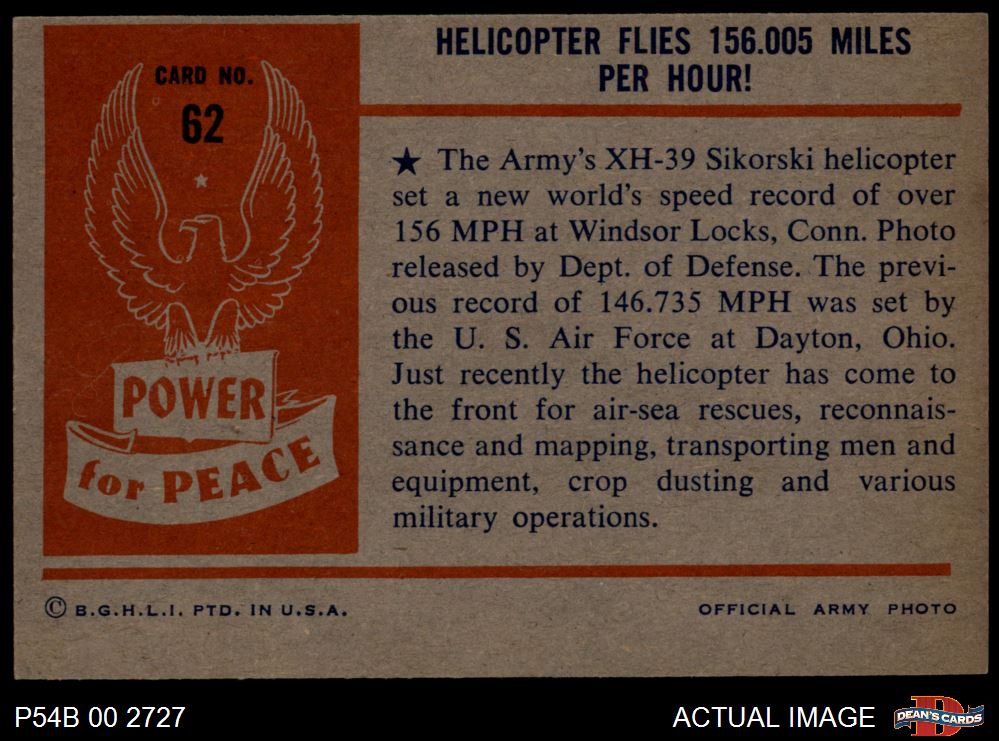 CARD NO.
62
POWER
for PEACE
HELICOPTER FLIES 156.005 MILES
PER HOUR!
★ The Army's XH-39 Sikorski helicopter
set a new world's speed record of over
156 MPH at Windsor Locks, Conn. Photo
released by Dept. of Defense. The previ-
ous record of 146.735 MPH was set by
the U. S. Air Force at Dayton, Ohio.
Just recently the helicopter has come to
the front for air-sea rescues, reconnais-
sance and mapping, transporting men and
equipment, crop dusting and various
military operations.
© B.G.H.L.I. PTD. IN U.S.A.
OFFICIAL ARMY PHOTO
P54B 00 2727
ACTUAL IMAGE
DEAN'S CARDS